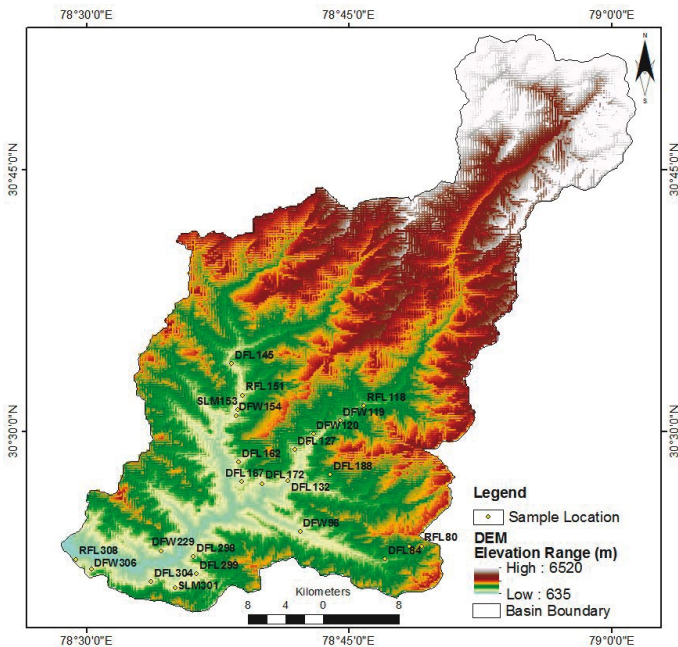 78°30'0"E 78°45'0"E 79°0'0"E
N
S
30°45'0"N 30°45'0"N
DFL145
RFL151
SLM153
DFW154
RFL118
DFW119
DFW120
30°30'0"N 30°30'0"N
DFL127
DFL162
DFL188
DFL167 DFL172
DFL132
DFW96
RFL80
DFL84
DFW229
DFL298
RFL308
DFW306
DFL299
DFL304
SLM301
Legend
Sample Location
DEM
Elevation Range (m)
High : 6520
Low : 635
Basin Boundary
Kilometers
8 4 0 8
78°30'0"E 78°45'0"E 79°0'0"E